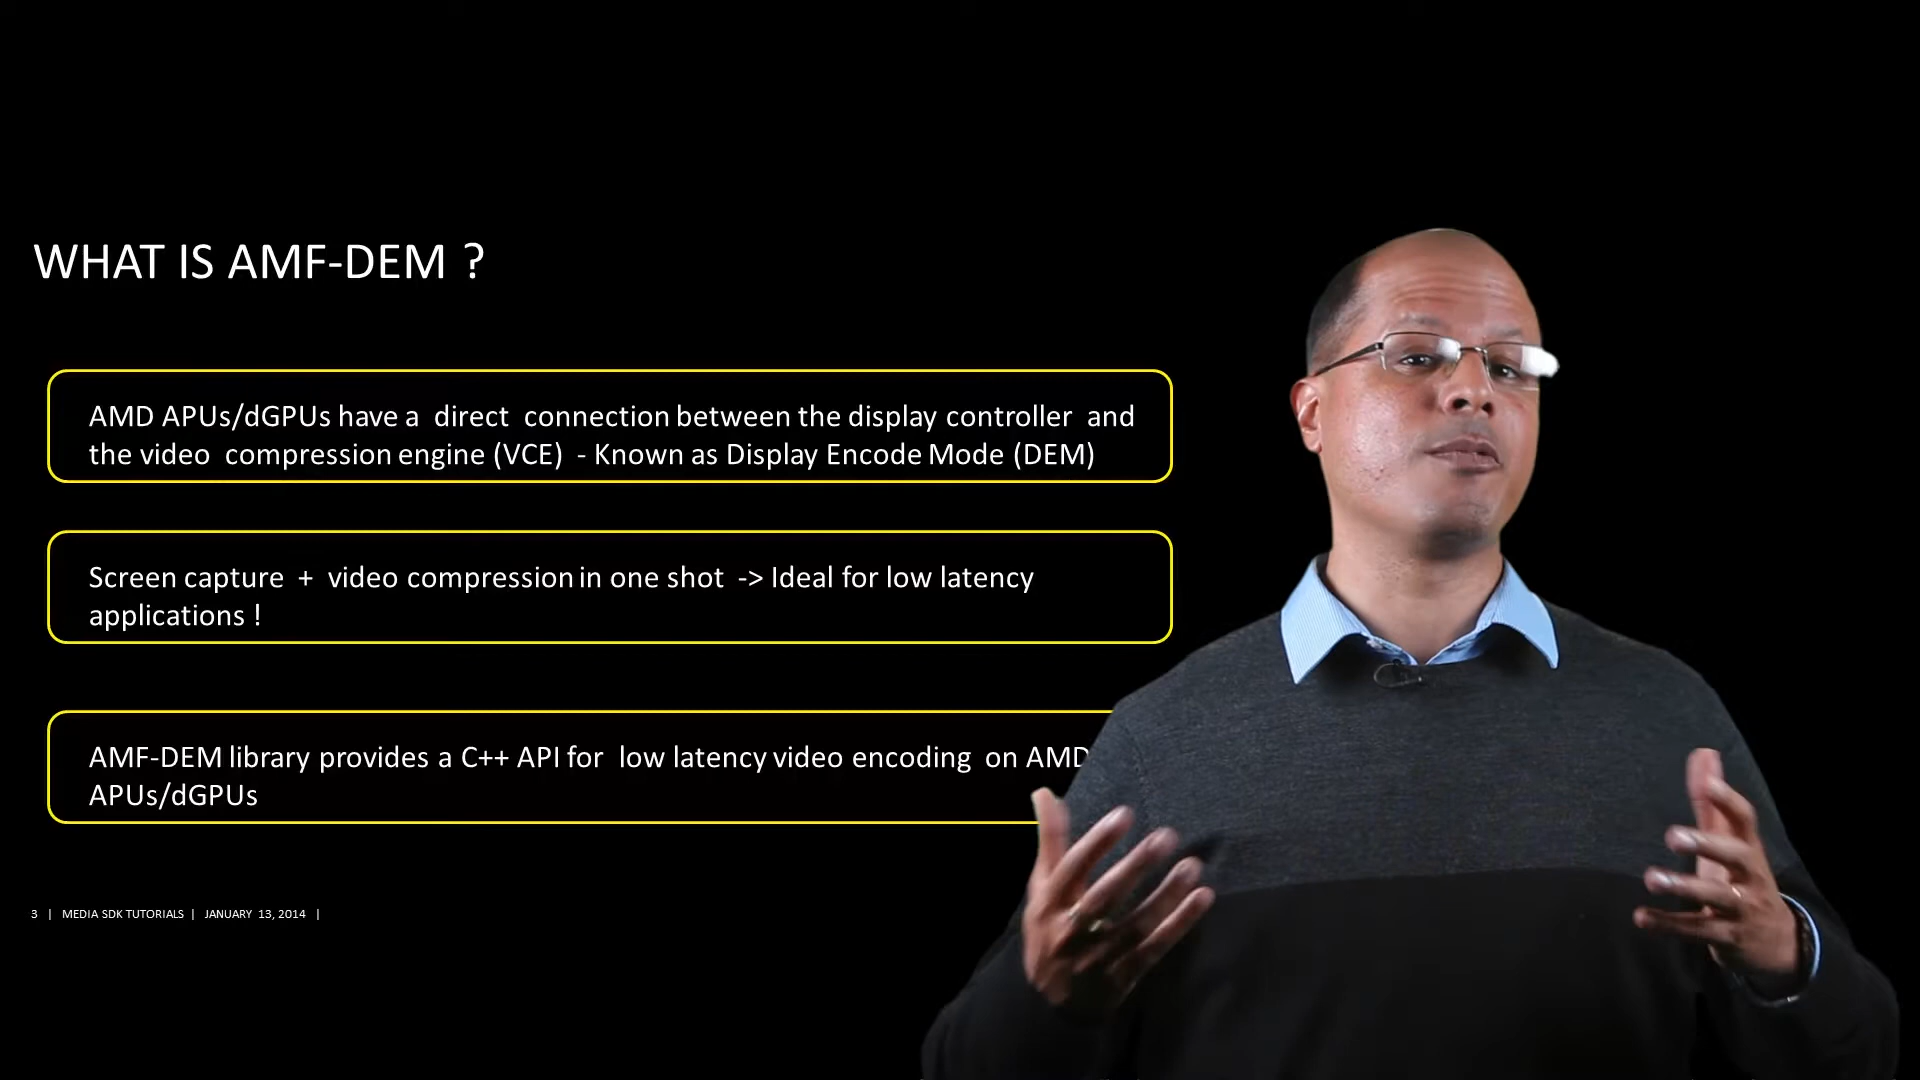 WHAT IS AMF-DEM ?
AMD APUs/dGPUs have a direct connection between the display controller and
the video compression engine (VCE) - Known as Display Encode Mode (DEM)
Screen capture + video compression in one shot -> Ideal for low latency
applications !
AMF-DEM library provides a C++ API for low latency video encoding on AMD
APUs/dGPUs
3 | MEDIA SDK TUTORIALS | JANUARY 13, 2014 |